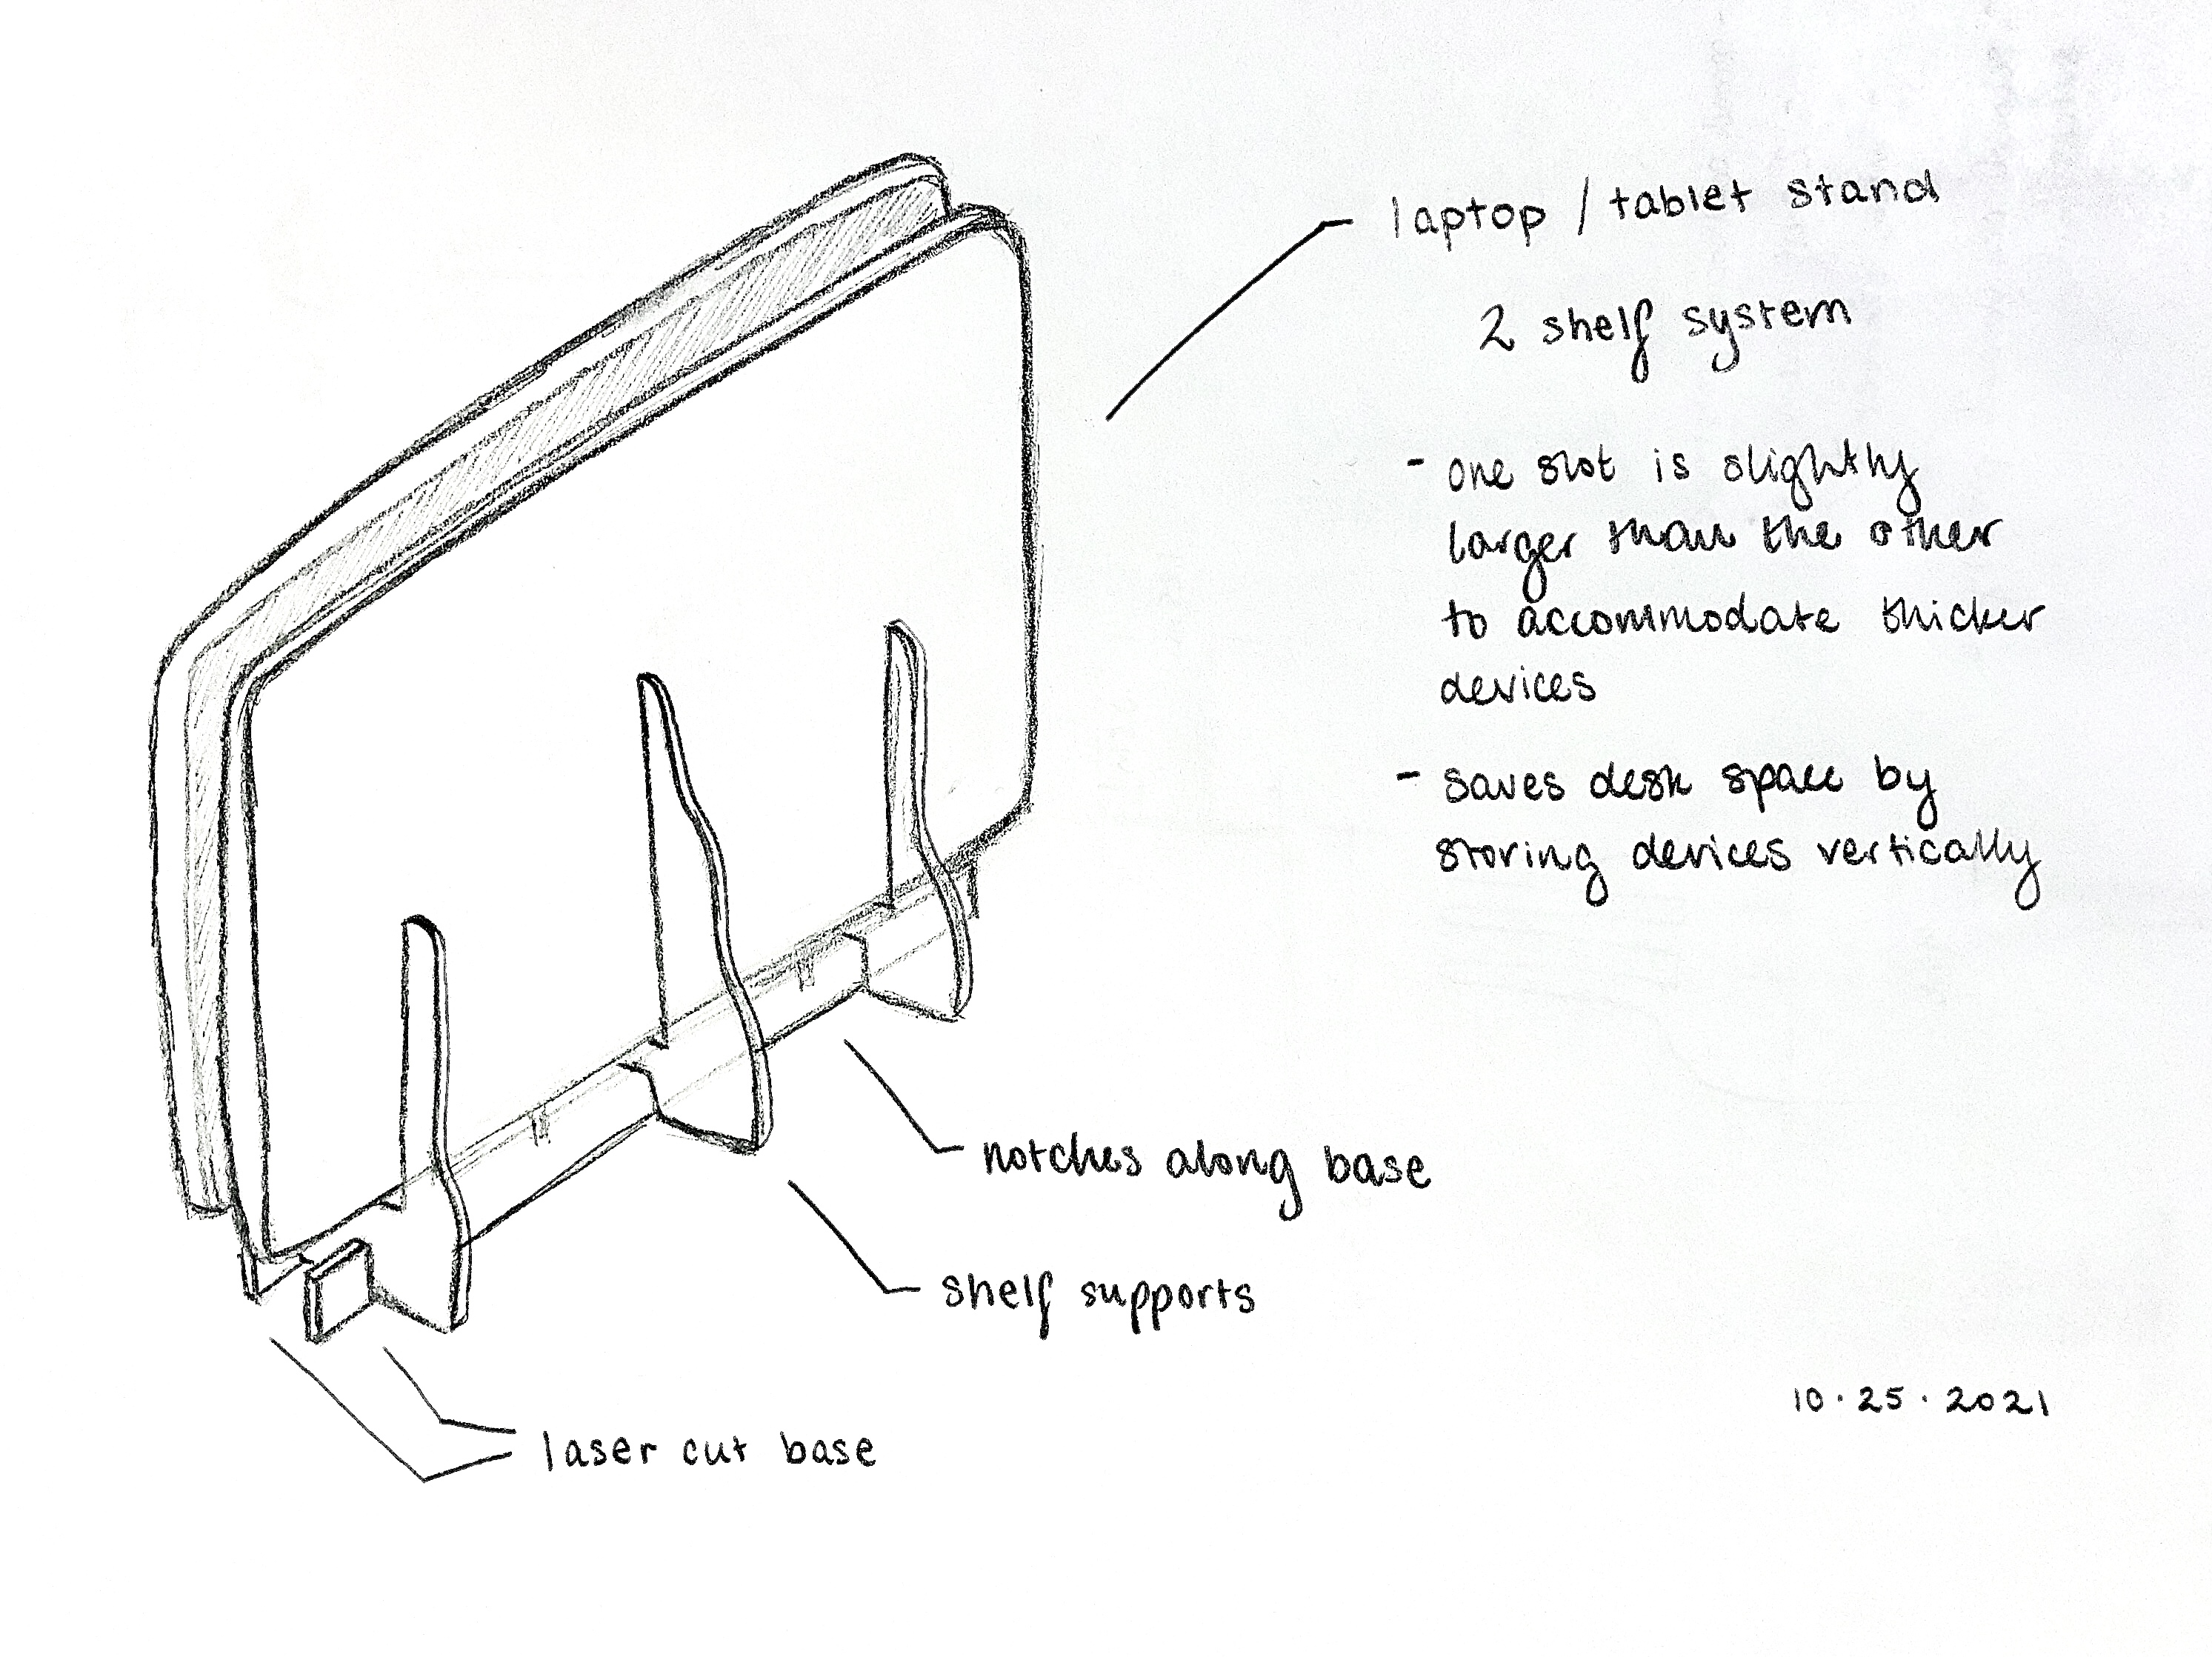 laptop / tablet stand
2 shelf system
- one slot is slightly
larger than the other
to accommodate thicker
devices
- saves desk space by
storing devices vertically
notches along base
shelf supports
laser cut base
10.25.2021